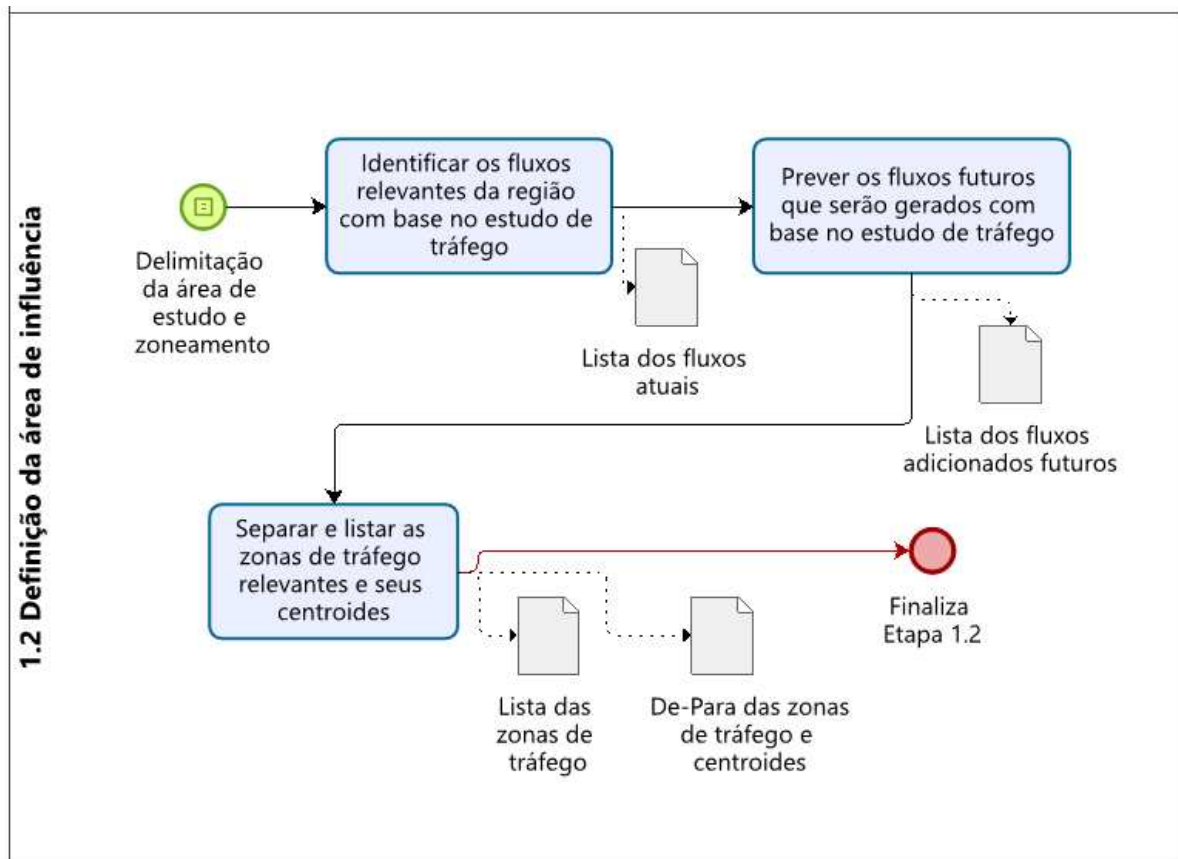 1.2 Definição da área de influência
Delimitação
da área de
estudo e
zoneamento
Identificar os fluxos
relevantes da região
com base no estudo de
tráfego
Lista dos fluxos
atuais
Prever os fluxos futuros
que serão gerados com
base no estudo de tráfego
Lista dos fluxos
adicionados futuros
Separar e listar as
zonas de tráfego
relevantes e seus
centroides
Lista das
zonas de
tráfego
De-Para das zonas
de tráfego e
centroides
Finaliza
Etapa 1.2